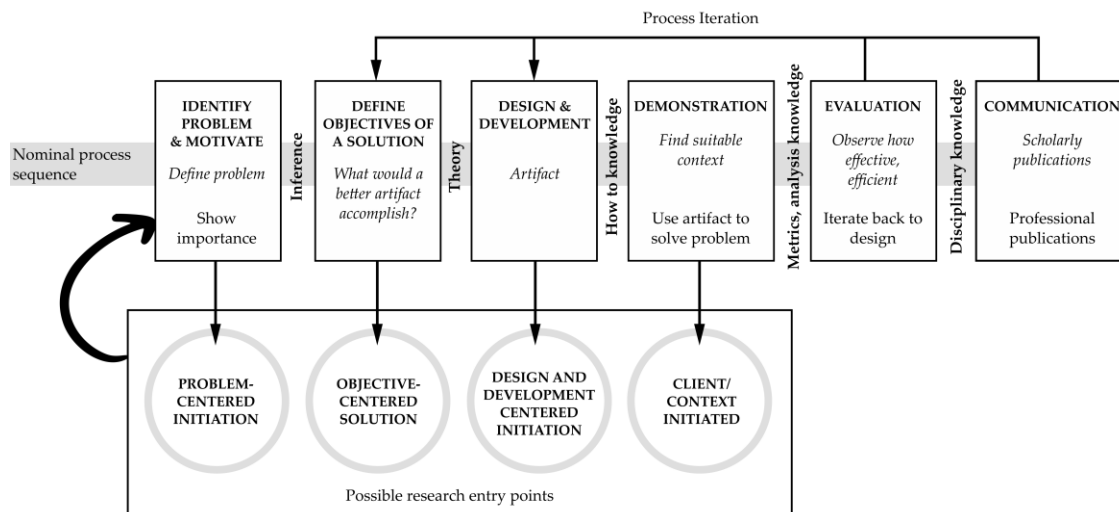 Process Iteration
IDENTIFY
PROBLEM
& MOTIVATE
Define problem
Show
importance
Inference
DEFINE
OBJECTIVES OF
A SOLUTION
What would a
better artifact
accomplish?
Theory
DESIGN &
DEVELOPMENT
Artifact
How to knowledge
DEMONSTRATION
Find suitable
context
Use artifact to
solve problem
Metrics, analysis knowledge
EVALUATION
Observe how
effective,
efficient
Iterate back to
design
Disciplinary knowledge
COMMUNICATION
Scholarly
publications
Professional
publications
Nominal process
sequence
PROBLEM-
CENTERED
INITIATION
OBJECTIVE-
CENTERED
SOLUTION
DESIGN AND
DEVELOPMENT
CENTERED
INITIATION
CLIENT/
CONTEXT
INITIATED
Possible research entry points